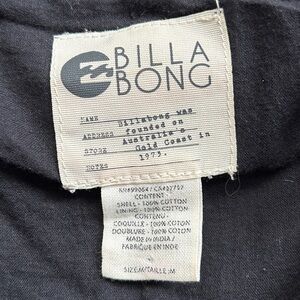 BILLA
BONG
NAME Billabong was
ADDRESS founded on
STORE Australia's
Gold Coast in
NOTES 1973.
CONTENT
SHELL - 100% COTTON
LINING - 100% COTTON
CONTENU
COQUILLE - 100% COTON
DOUBLURE - 100% COTON
MADE IN INDIA/
FABRIQUÉ EN INDE
SIZE/M/TAILLE :M